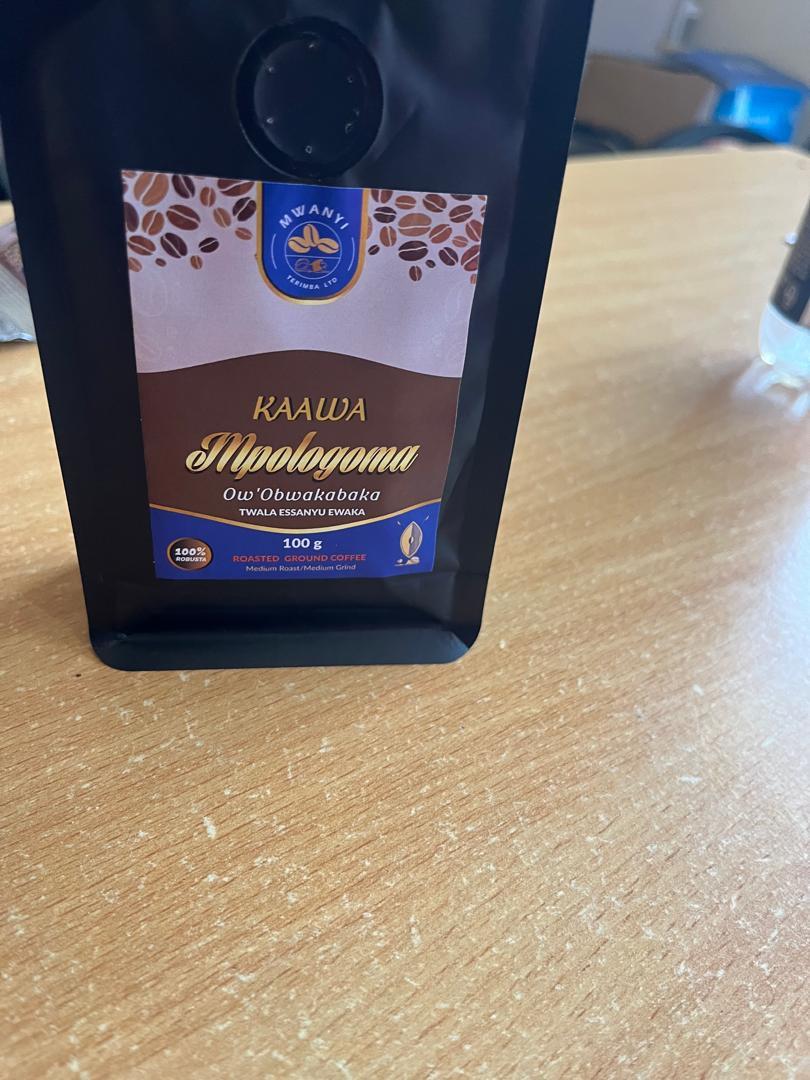 MWANYI
TERIMBA LTD
KAAWA
Mpologoma
Ow'Obwakabaka
TWALA ESSANYU EWAKA
100 g
100%
ROBUSTA
ROASTED GROUND COFFEE
Medium Roast/Medium Grind